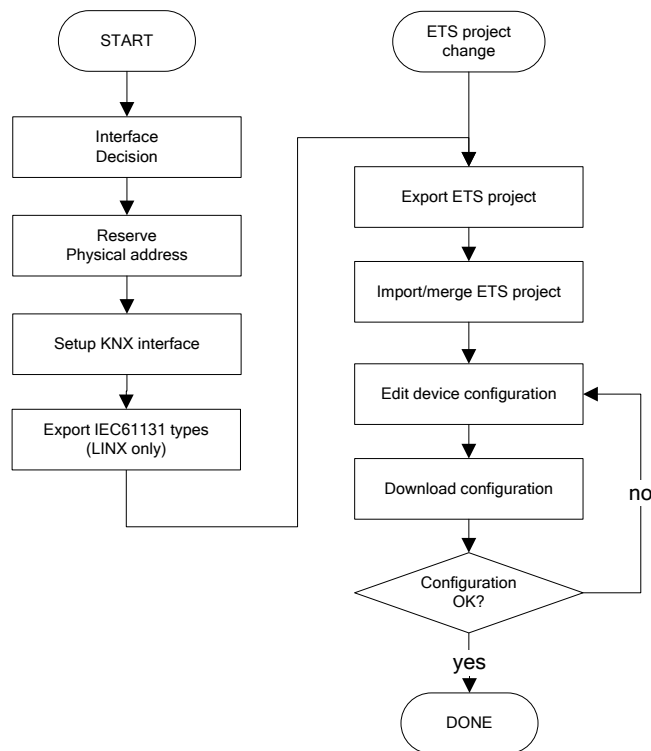 START
Interface
Decision
Reserve
Physical address
Setup KNX interface
Export IEC61131 types
(LINX only)
ETS project
change
Export ETS project
Import/merge ETS project
Edit device configuration
Download configuration
no
Configuration
OK?
yes
DONE